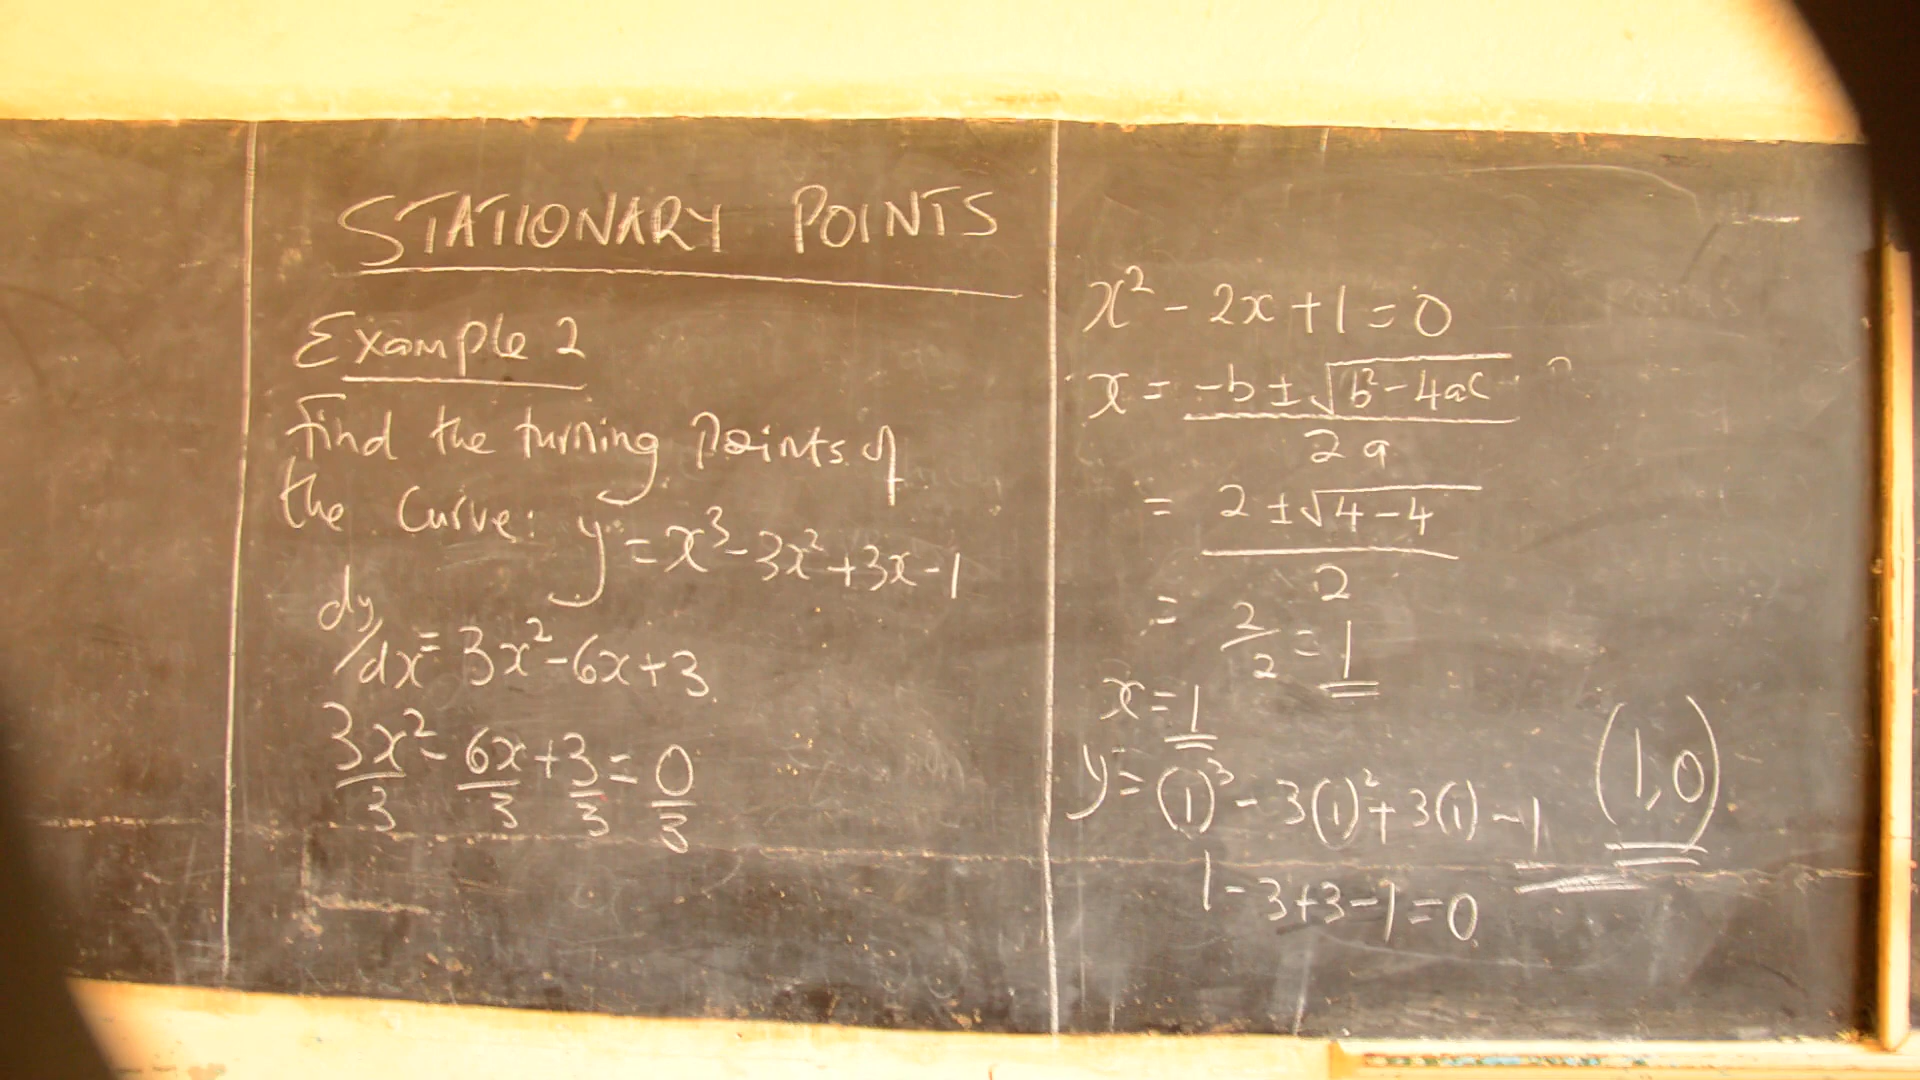 STATIONARY POINTS
Example 2
Find the turning Points of
the Curve: y = x³ - 3x² + 3x - 1
dy/dx = 3x² - 6x + 3
3x²/3 - 6x/3 + 3/3 = 0/3
x² - 2x + 1 = 0
x = (-b ± √(b² - 4ac))/2a
= (2 ± √(4 - 4))/2
= 2/2 = 1
x = 1
y = (1)³ - 3(1)² + 3(1) - 1
1 - 3 + 3 - 1 = 0
(1, 0)